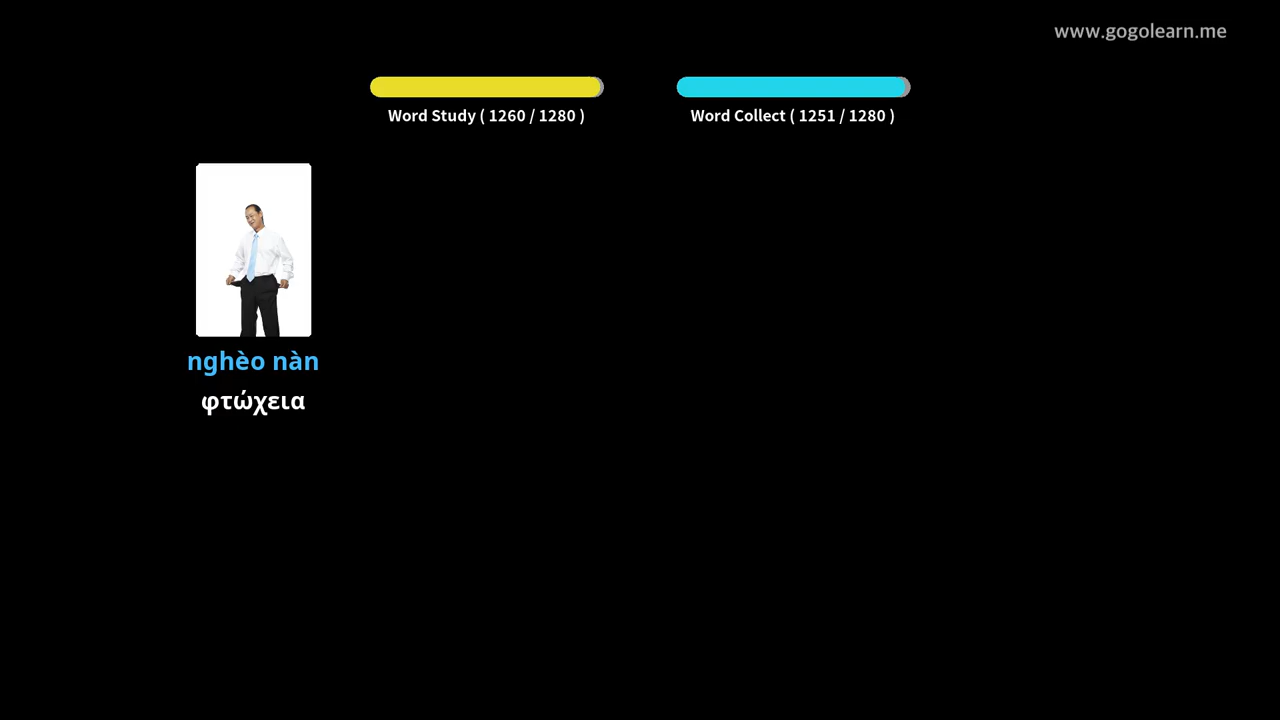 www.gogolearn.me
Word Study ( 1260 / 1280 )
Word Collect ( 1251 / 1280 )
nghèo nàn
φτώχεια